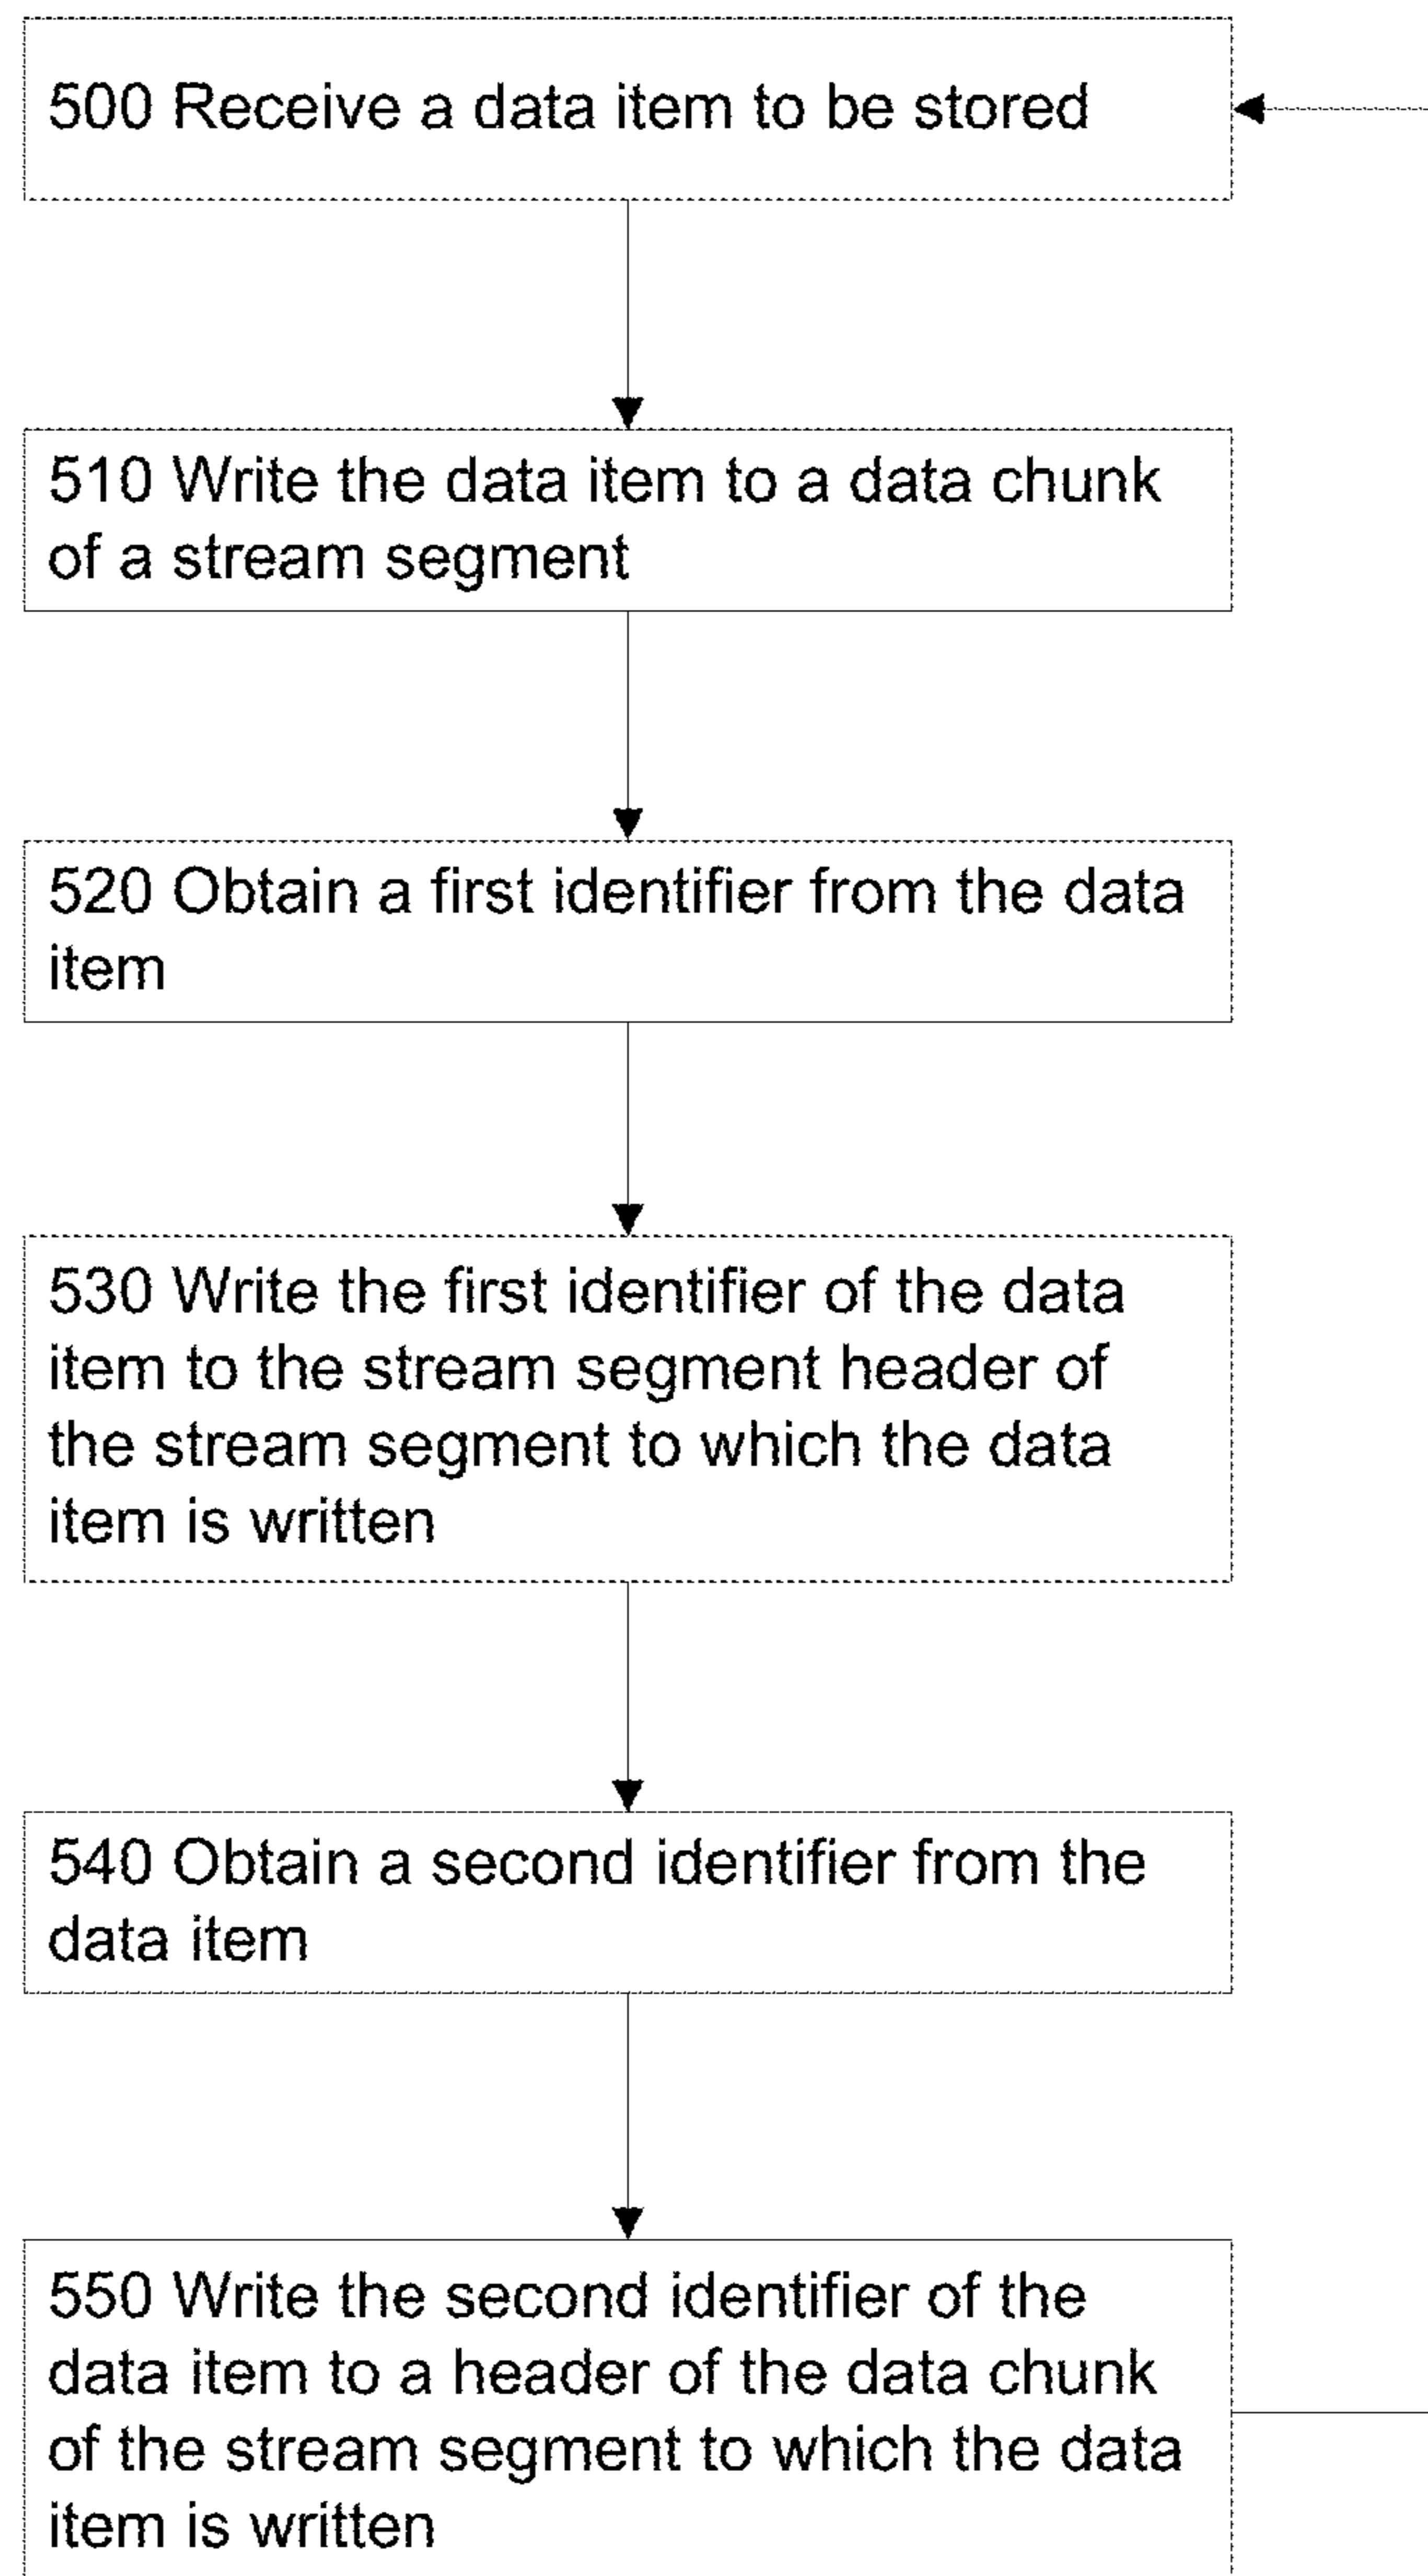 500 Receive a data item to be stored
510 Write the data item to a data chunk
of a stream segment
520 Obtain a first identifier from the data
item
530 Write the first identifier of the data
item to the stream segment header of
the stream segment to which the data
item is written
540 Obtain a second identifier from the
data item
550 Write the second identifier of the
data item to a header of the data chunk
of the stream segment to which the data
item is written